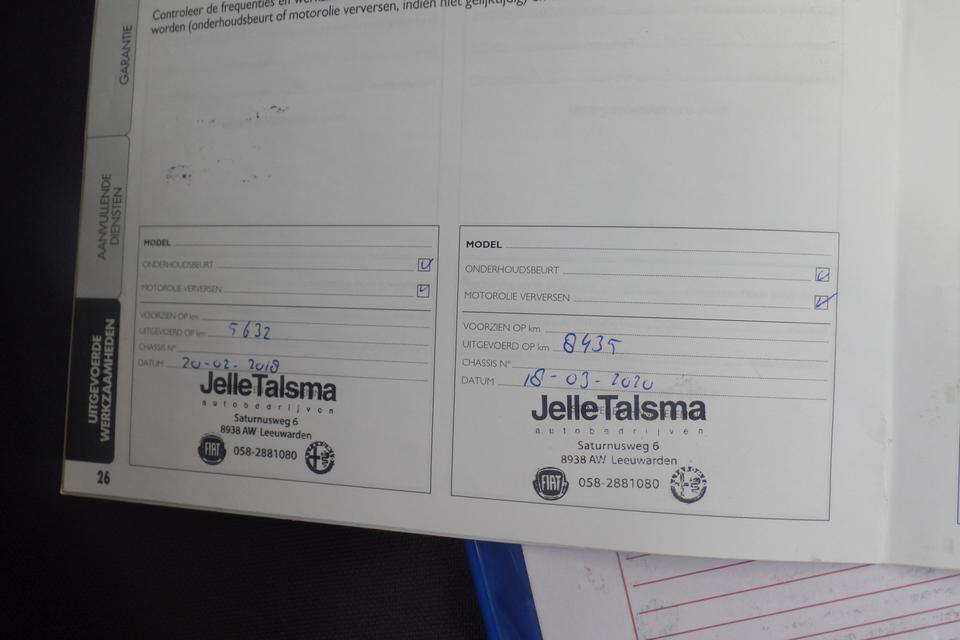 Controleer de frequenties en
worden (onderhoudsbeurt of motorolie verversen, indien niet gelijktijdig)
GARANTIE
AANVULLENDE
DIENSTEN
UITGEVOERDE
WERKZAAMHEDEN
26
MODEL
ONDERHOUDSBEURT
MOTOROLIE VERVERSEN
VOORZIEN OP km
UITGEVOERD OP km 5632
CHASSIS N°
DATUM 20-02-2018
JelleTalsma
autobedrijven
Saturnusweg 6
8938 AW Leeuwarden
FIAT 058-2881080
MODEL
ONDERHOUDSBEURT
MOTOROLIE VERVERSEN
VOORZIEN OP km
UITGEVOERD OP km 8435
CHASSIS N°
DATUM 18-03-2020
JelleTalsma
autobedrijven
Saturnusweg 6
8938 AW Leeuwarden
FIAT 058-2881080